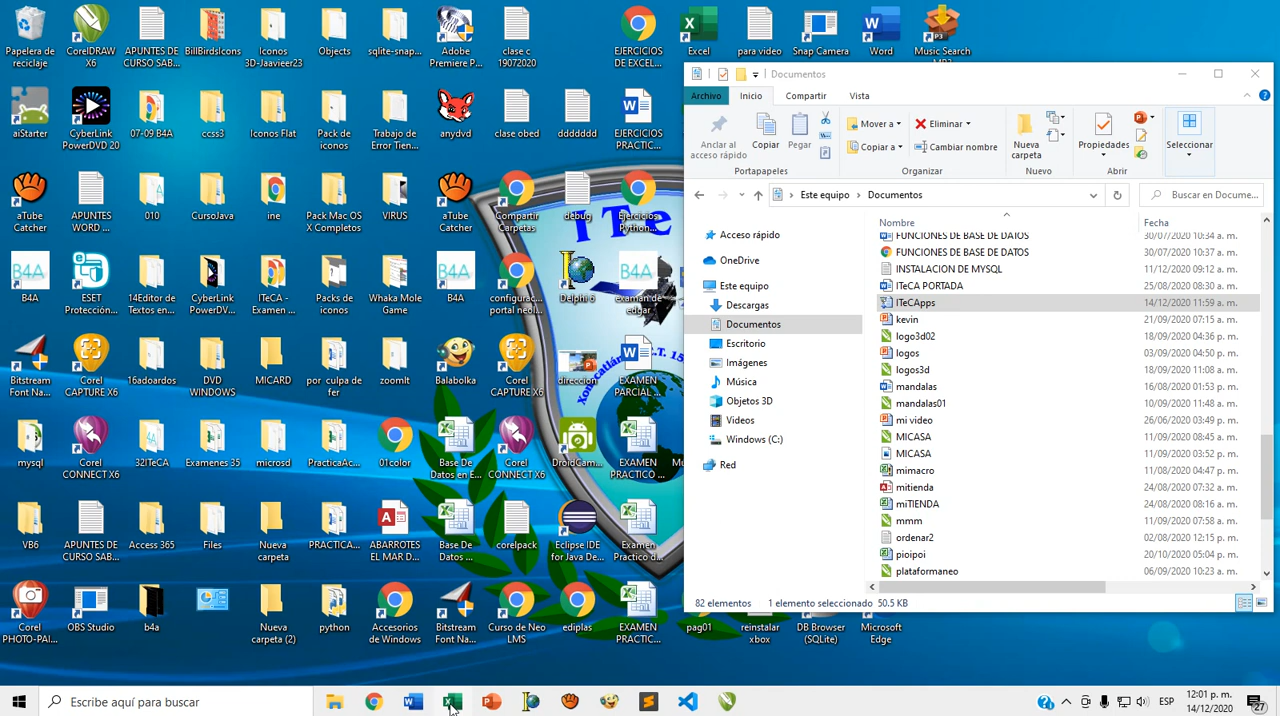 Papelera de
reciclaje
CorelDRAW
X6
APUNTES DE
CURSO SAB...
BillBirdsIcons
Iconos
3D-Jaavieer23
Objects
sqlite-snap...
Adobe
Premiere P...
clase c
19072020
EJERCICIOS
DE EXCEL...
Excel
para video
Snap Camera
Word
Music Search
MP3
aiStarter
CyberLink
PowerDVD 20
07-09 B4A
ccss3
Iconos Flat
Pack de
iconos
Trabajo de
Error Tien...
anydvd
clase obed
ddddddd
EJERCICIOS
PRACTIC...
aTube
Catcher
APUNTES
WORD ...
010
CursoJava
ine
Pack Mac OS
X Completos
VIRUS
aTube
Catcher
Compartir
Carpetas
debug
Ejercicios
Python...
B4A
ESET
Protección...
14Editor de
Textos en...
CyberLink
PowerDV...
ITeCA -
Examen ...
Packs de
iconos
Whaka Mole
Game
B4A
configurac...
portal neol...
Delphi 6
examan de
edgar
Bitstream
Font Na...
Corel
CAPTURE X6
16adoardos
DVD
WINDOWS
MICARD
por culpa de
fer
zoomlt
Balabolka
Corel
CAPTURE X6
direccion
EXAMEN
PARCIAL ...
mysql
Corel
CONNECT X6
32ITeCA
Examenes 35
microsd
PracticaAc...
01color
Base De
Datos en E...
Corel
CONNECT X6
DroidCam...
EXAMEN
PRACTICO ...
VB6
APUNTES DE
CURSO SAB...
Access 365
Files
Nueva
carpeta
PRACTICA...
ABARROTES
EL MAR D...
Base De
Datos ...
corelpack
Eclipse IDE
for Java De...
Examen
Practico d...
Corel
PHOTO-PAI...
OBS Studio
b4a
Nueva
carpeta (2)
python
Accesorios
de Windows
Bitstream
Font Na...
Curso de Neo
LMS
ediplas
EXAMEN
PRACTIC...
pag01
reinstalar
xbox
DB Browser
(SQLite)
Microsoft
Edge
Documentos
Archivo
Inicio
Compartir
Vista
Anclar al
acceso rápido
Copiar
Pegar
Mover a
Copiar a
Eliminar
Cambiar nombre
Nueva
carpeta
Propiedades
Seleccionar
Portapapeles
Organizar
Nuevo
Abrir
Este equipo > Documentos
Buscar en Docume...
Acceso rápido
OneDrive
Este equipo
Descargas
Documentos
Escritorio
Imágenes
Música
Objetos 3D
Videos
Windows (C:)
Red
Nombre Fecha
FUNCIONES DE BASE DE DATOS 30/07/2020 10:34 a. m.
FUNCIONES DE BASE DE DATOS 30/07/2020 10:37 a. m.
INSTALACION DE MYSQL 11/12/2020 09:12 a. m.
ITeCA PORTADA 25/08/2020 08:30 a. m.
ITeCApps 14/12/2020 11:59 a. m.
kevin 21/09/2020 07:15 a. m.
logo3d02 18/09/2020 04:36 p. m.
logos 03/09/2020 04:50 p. m.
logos3d 18/09/2020 11:08 a. m.
mandalas 16/08/2020 01:53 p. m.
mandalas01 10/09/2020 11:48 a. m.
mi video 26/06/2020 03:49 p. m.
MICASA 11/09/2020 08:45 a. m.
MICASA 11/09/2020 03:52 p. m.
mimacro 11/08/2020 04:47 p. m.
mitienda 24/08/2020 07:32 a. m.
miTIENDA 24/08/2020 08:16 a. m.
mmm 11/09/2020 07:58 a. m.
ordenar2 02/08/2020 12:15 p. m.
pioipoi 20/10/2020 05:04 p. m.
plataformaneo 06/09/2020 10:23 a. m.
82 elementos 1 elemento seleccionado 50.5 KB
Escribe aquí para buscar
ESP
12:01 p. m.
14/12/2020
27